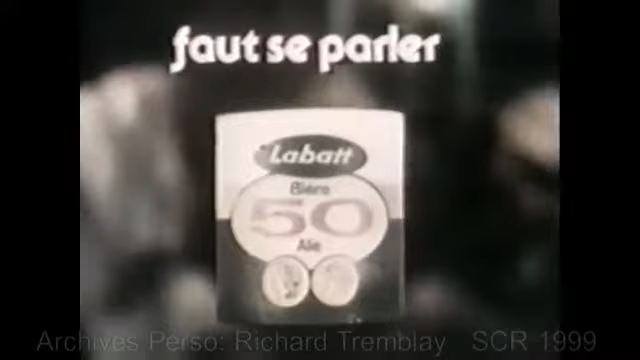 faut se parler
Labatt
Bière
50
Ale
Archives Perso: Richard Tremblay SCR 1999